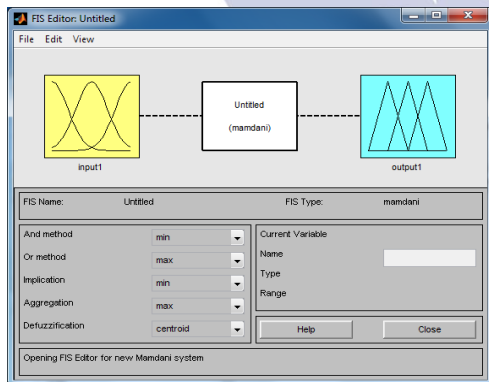 FIS Editor: Untitled
File Edit View
Untitled
(mamdani)
input1
output1
FIS Name: Untitled FIS Type: mamdani
And method min
Or method max
Implication min
Aggregation max
Defuzzification centroid
Current Variable
Name
Type
Range
Help Close
Opening FIS Editor for new Mamdani system